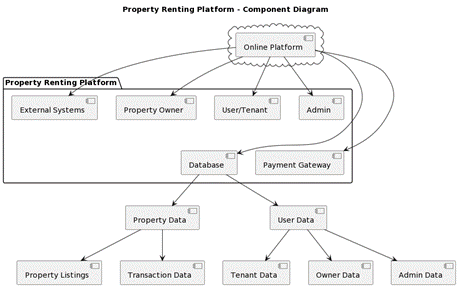 Property Renting Platform - Component Diagram
Online Platform
Property Renting Platform
External Systems
Property Owner
User/Tenant
Admin
Database
Payment Gateway
Property Data
User Data
Property Listings
Transaction Data
Tenant Data
Owner Data
Admin Data